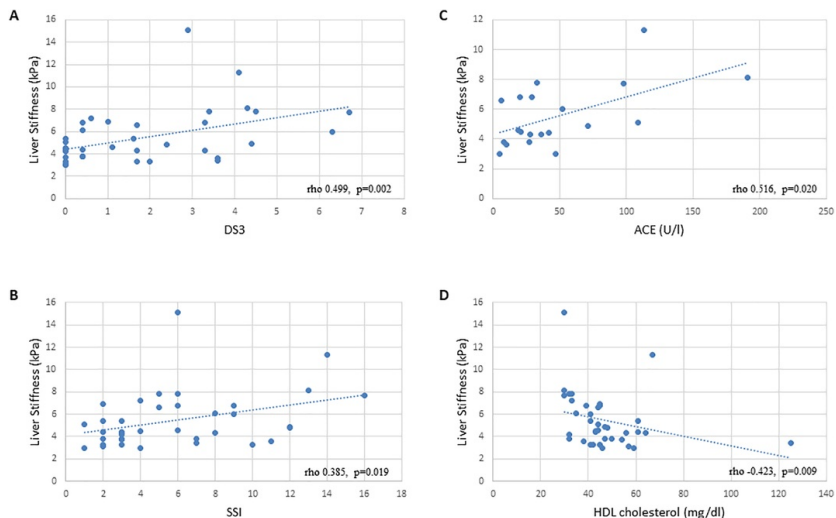 A
16
14
12
10
8
6
4
2
0
Liver Stiffness (kPa)
0 1 2 3 4 5 6 7 8
DS3
rho 0.499, p=0.002
C
12
10
8
6
4
2
0
Liver Stiffness (kPa)
0 50 100 150 200 250
ACE (U/l)
rho 0.516, p=0.020
B
16
14
12
10
8
6
4
2
0
Liver Stiffness (kPa)
0 2 4 6 8 10 12 14 16 18
SSI
rho 0.385, p=0.019
D
16
14
12
10
8
6
4
2
0
Liver Stiffness (kPa)
0 20 40 60 80 100 120 140
HDL cholesterol (mg/dl)
rho -0.423, p=0.009